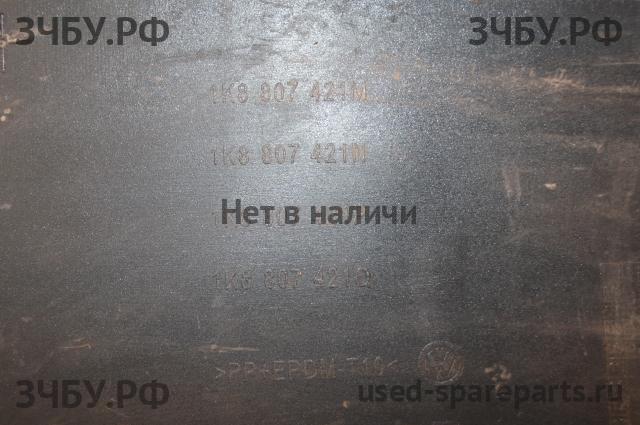 ЗЧБУ.РФ ЗЧБУ.РФ
1K8 807 421M
1K8 807 421M
Нет в наличи
1K8 807 421Q
>PP+EPDM-T10<
ЗЧБУ.РФ used-spareparts.ru